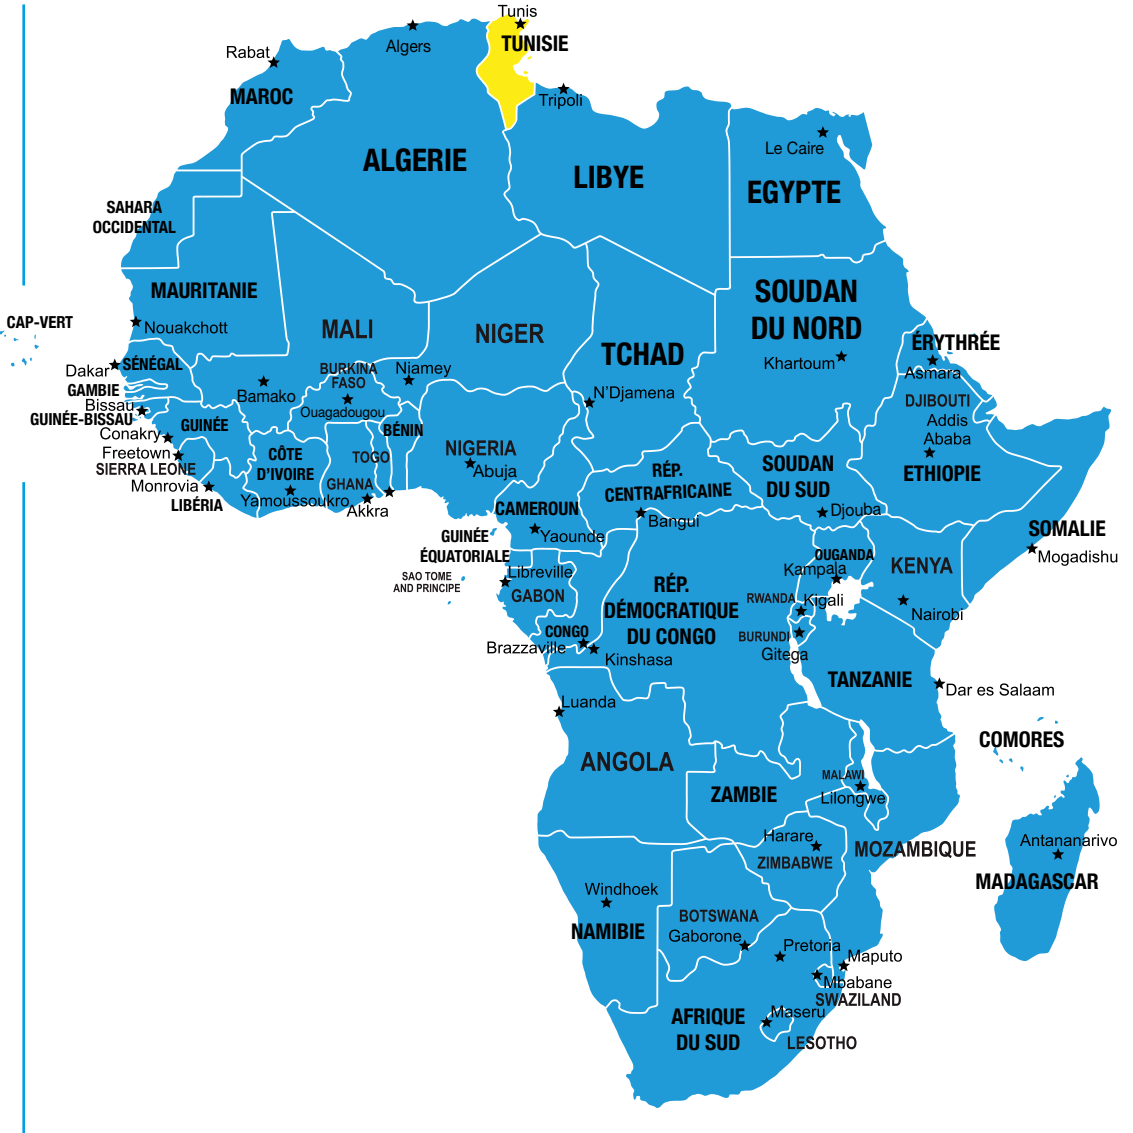 Tunis
TUNISIE
Algers
Rabat
MAROC
Tripoli
ALGERIE
LIBYE
Le Caire
EGYPTE
SAHARA
OCCIDENTAL
MAURITANIE
Nouakchott
CAP-VERT
MALI
NIGER
TCHAD
SOUDAN
DU NORD
Khartoum
ÉRYTHRÉE
Asmara
Dakar
SÉNÉGAL
GAMBIE
Bissau
GUINÉE-BISSAU
Conakry
GUINÉE
Freetown
SIERRA LEONE
Monrovia
LIBÉRIA
Bamako
BURKINA
FASO
Ouagadougou
Niamey
BÉNIN
CÔTE
D'IVOIRE
Yamoussoukro
TOGO
GHANA
Akkra
NIGERIA
Abuja
N'Djamena
DJIBOUTI
Addis
Ababa
ETHIOPIE
RÉP.
CENTRAFRICAINE
Bangui
SOUDAN
DU SUD
Djouba
CAMEROUN
Yaounde
GUINÉE
ÉQUATORIALE
SAO TOME
AND PRINCIPE
Libreville
GABON
CONGO
Brazzaville
Kinshasa
RÉP.
DÉMOCRATIQUE
DU CONGO
OUGANDA
Kampala
KENYA
Nairobi
SOMALIE
Mogadishu
RWANDA
Kigali
BURUNDI
Gitega
TANZANIE
Dar es Salaam
Luanda
ANGOLA
ZAMBIE
MALAWI
Lilongwe
COMORES
Harare
ZIMBABWE
MOZAMBIQUE
Antananarivo
MADAGASCAR
Windhoek
NAMIBIE
BOTSWANA
Gaborone
Pretoria
Maputo
Mbabane
SWAZILAND
AFRIQUE
DU SUD
Maseru
LESOTHO